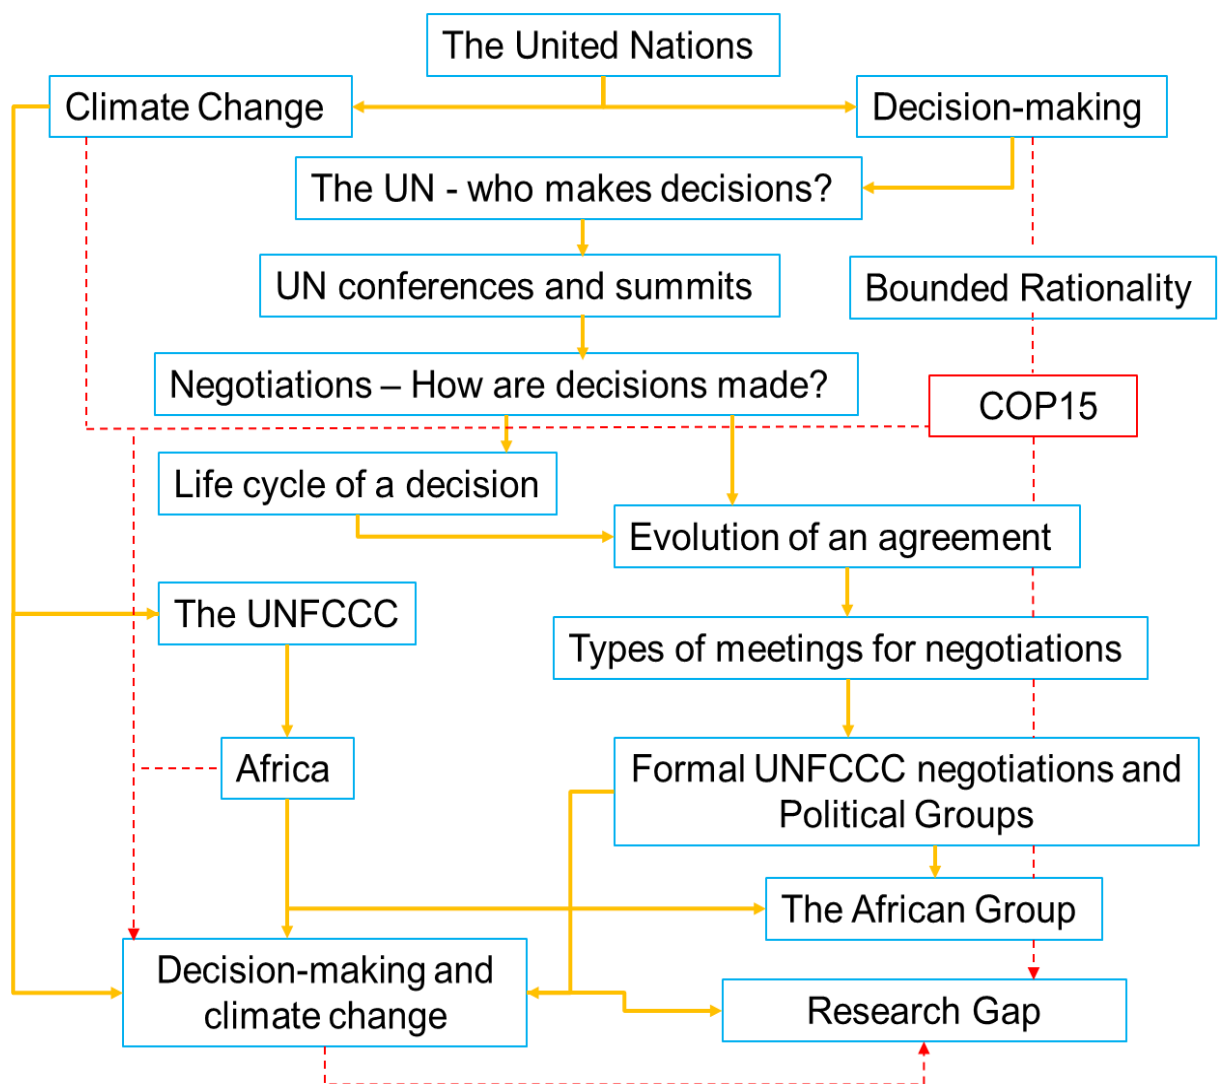 The United Nations
Climate Change
Decision-making
The UN - who makes decisions?
UN conferences and summits
Bounded Rationality
Negotiations – How are decisions made?
COP15
Life cycle of a decision
Evolution of an agreement
The UNFCCC
Types of meetings for negotiations
Africa
Formal UNFCCC negotiations and
Political Groups
The African Group
Decision-making and
climate change
Research Gap